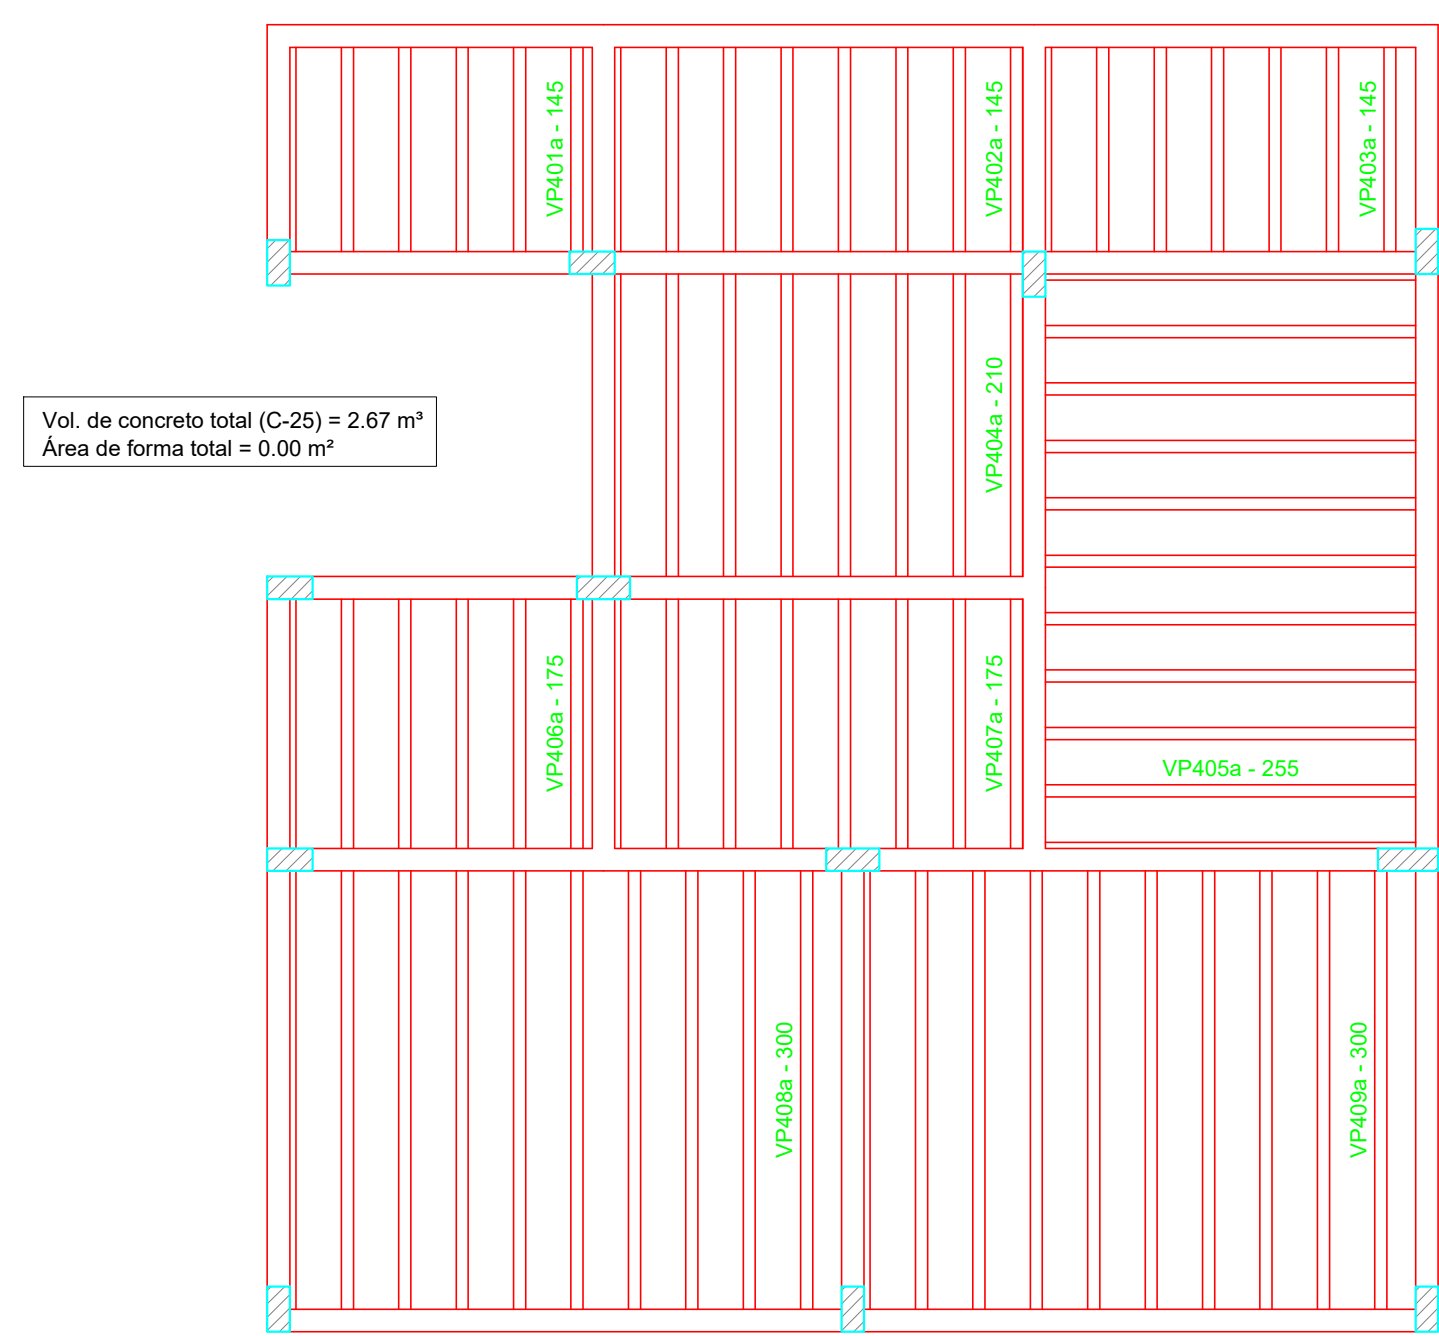 VP401a - 145
VP402a - 145
VP403a - 145
VP404a - 210
Vol. de concreto total (C-25) = 2.67 m³
Área de forma total = 0.00 m²
VP406a - 175
VP407a - 175
VP405a - 255
VP408a - 300
VP409a - 300